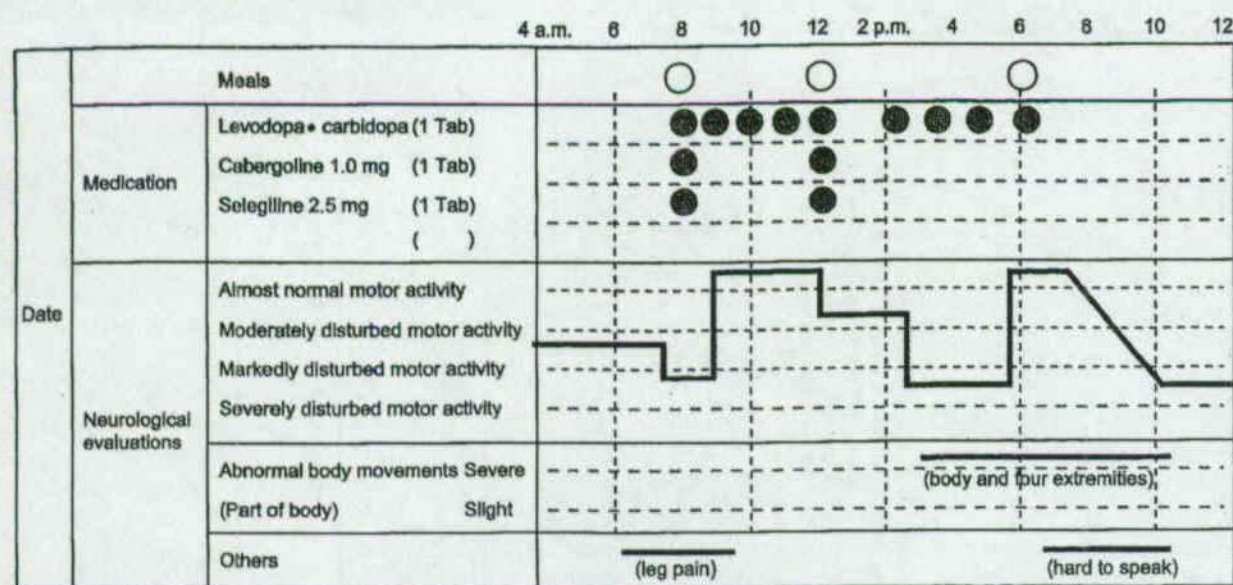 4 a.m. 6 8 10 12 2 p.m. 4 6 8 10 12
Meals
Levodopa• carbidopa (1 Tab)
Cabergoline 1.0 mg (1 Tab)
Medication
Selegiline 2.5 mg (1 Tab)
( )
Date
Almost normal motor activity
Moderately disturbed motor activity
Markedly disturbed motor activity
Severely disturbed motor activity
Neurological
evaluations
Abnormal body movements Severe
(body and four extremities)
(Part of body) Slight
Others
(leg pain) (hard to speak)